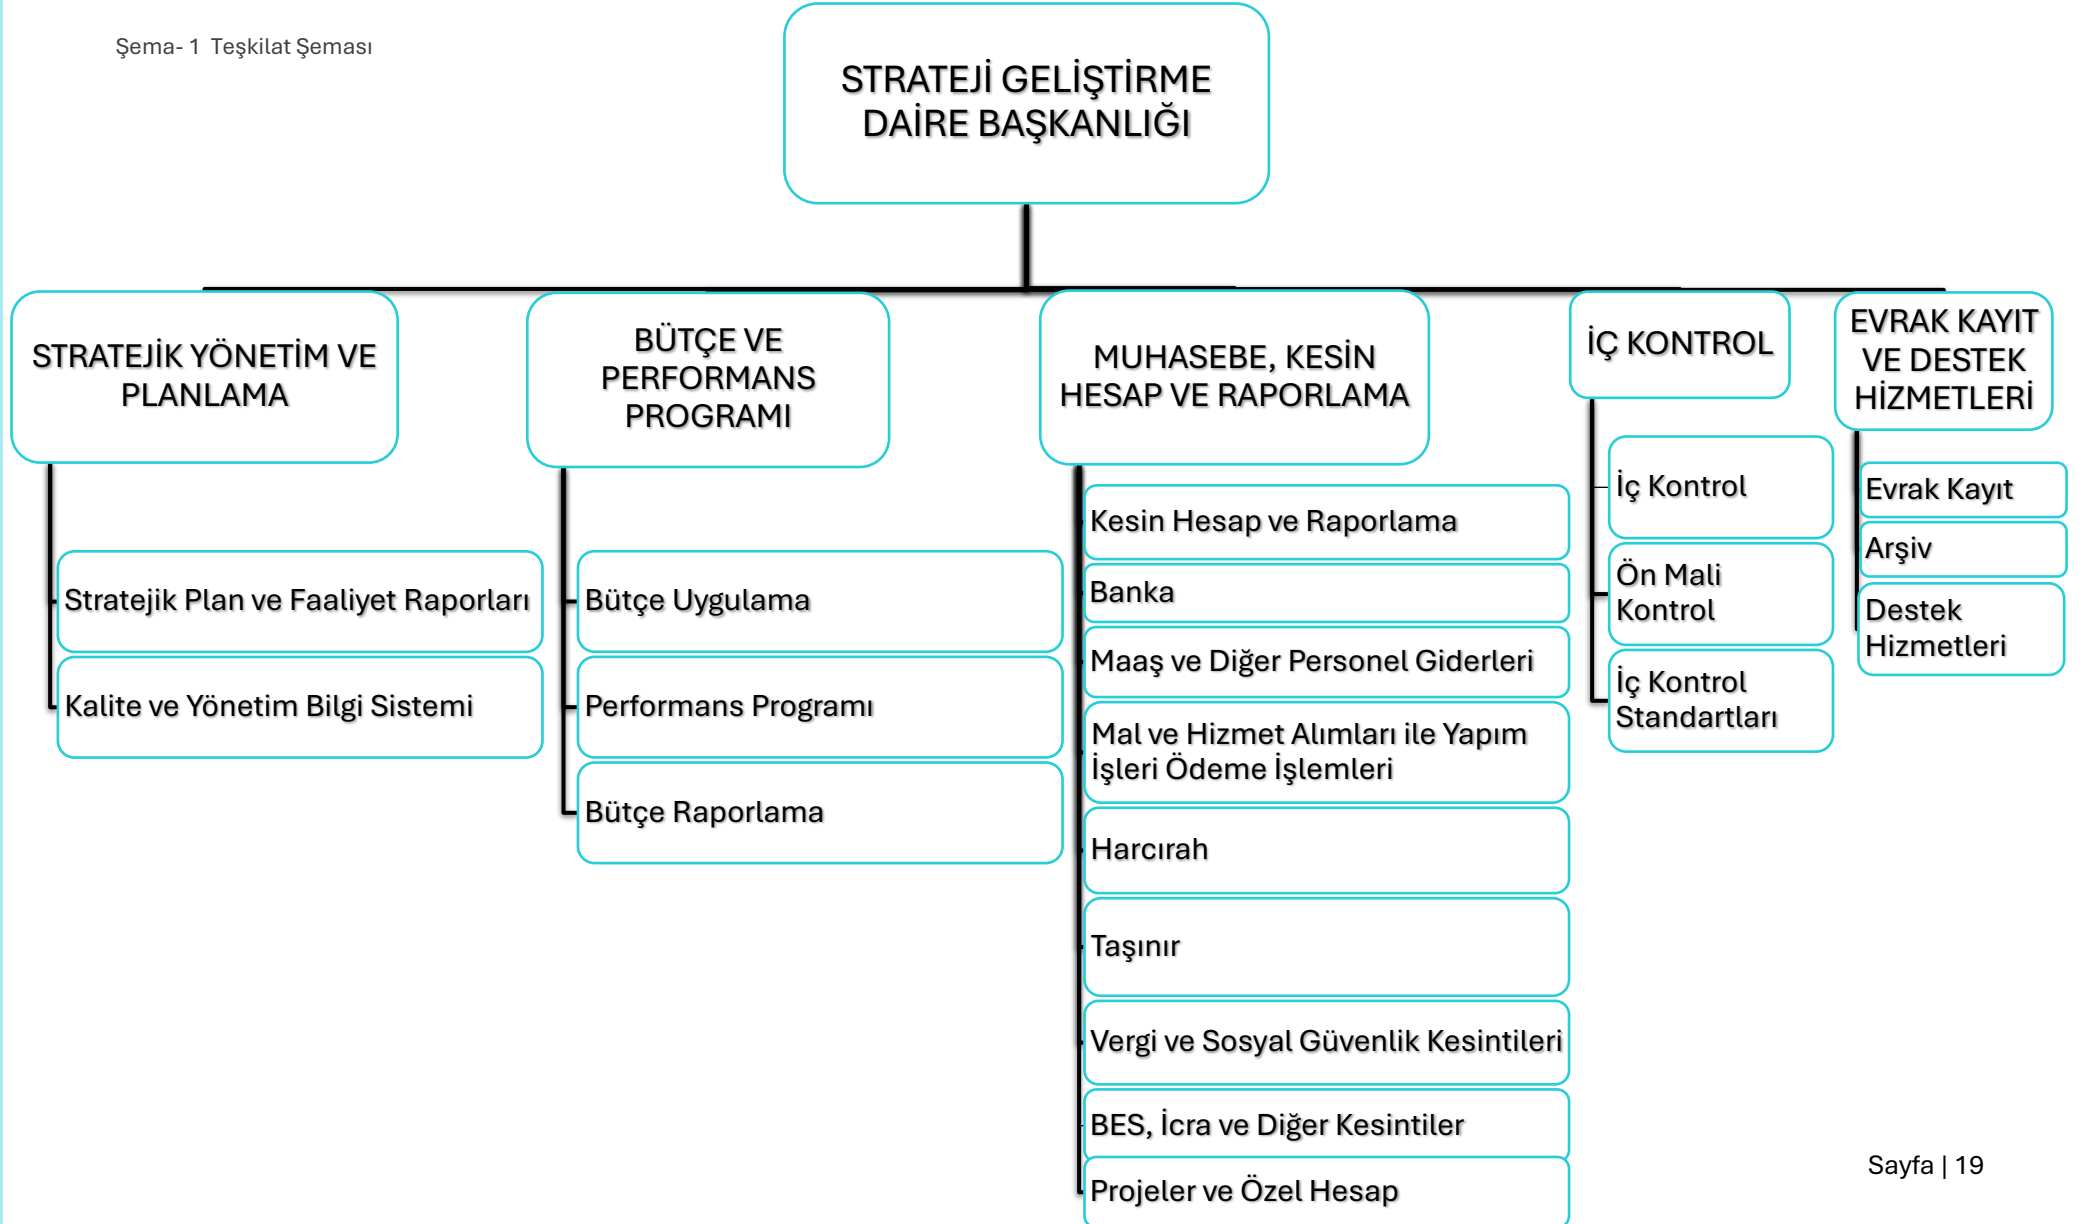 Şema- 1 Teşkilat Şeması
STRATEJİ GELİŞTİRME
DAİRE BAŞKANLIĞI
STRATEJİK YÖNETİM VE
PLANLAMA
Stratejik Plan ve Faaliyet Raporları
Kalite ve Yönetim Bilgi Sistemi
BÜTÇE VE
PERFORMANS
PROGRAMI
Bütçe Uygulama
Performans Programı
Bütçe Raporlama
MUHASEBE, KESİN
HESAP VE RAPORLAMA
Kesin Hesap ve Raporlama
Banka
Maaş ve Diğer Personel Giderleri
Mal ve Hizmet Alımları ile Yapım
İşleri Ödeme İşlemleri
Harcırah
Taşınır
Vergi ve Sosyal Güvenlik Kesintileri
BES, İcra ve Diğer Kesintiler
Projeler ve Özel Hesap
İÇ KONTROL
İç Kontrol
Ön Mali
Kontrol
İç Kontrol
Standartları
EVRAK KAYIT
VE DESTEK
HİZMETLERİ
Evrak Kayıt
Arşiv
Destek
Hizmetleri
Sayfa | 19